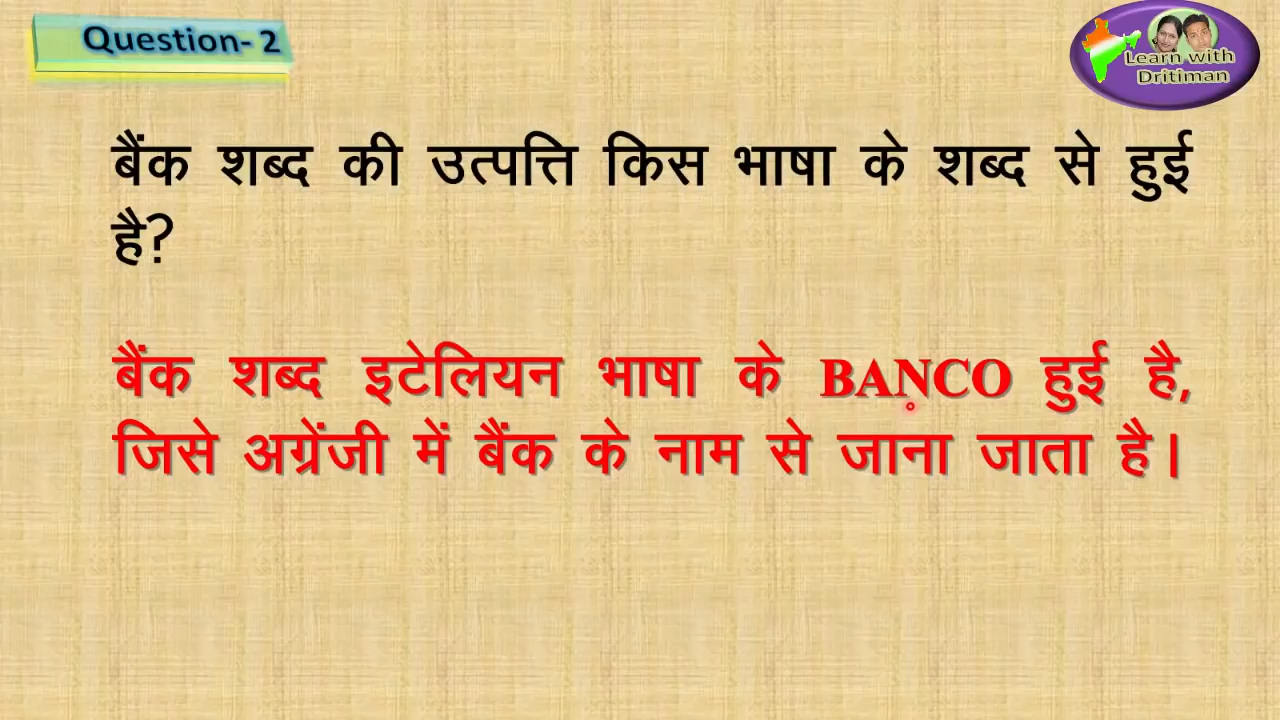 Question- 2
Learn with
Dritiman
बैंक शब्द की उत्पत्ति किस भाषा के शब्द से हुई
है?
बैंक शब्द इटेलियन भाषा के BANCO हुई है,
जिसे अग्रेंजी में बैंक के नाम से जाना जाता है।